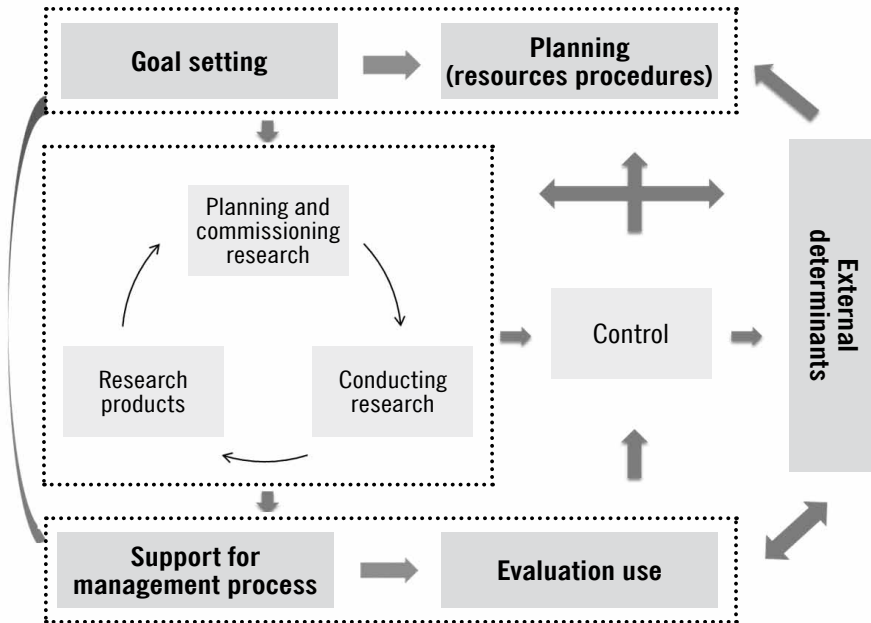 Goal setting
Planning
(resources procedures)
Planning and
commissioning
research
Research
products
Conducting
research
Control
External
determinants
Support for
management process
Evaluation use